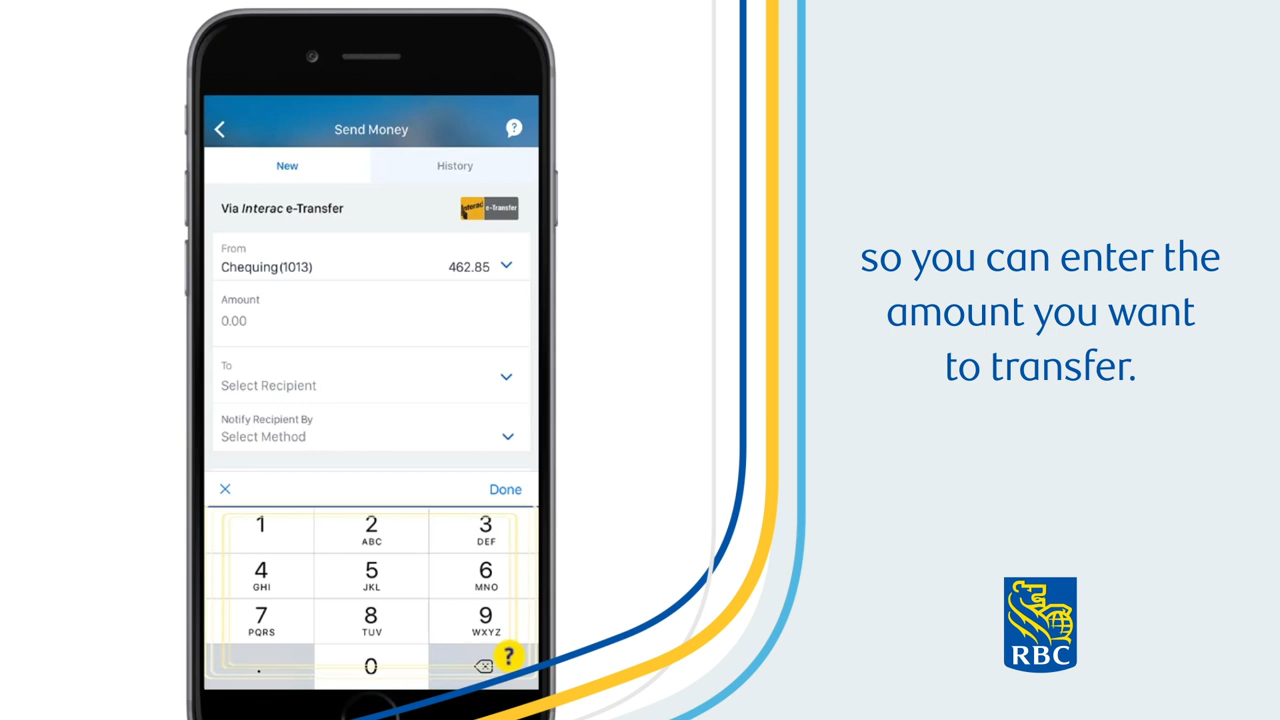 Send Money
?
New
History
Via Interac e-Transfer
Interac e-Transfer
From
Chequing(1013) 462.85
Amount
0.00
To
Select Recipient
Notify Recipient By
Select Method
Done
1 2 3
ABC DEF
4 5 6
GHI JKL MNO
7 8 9
PQRS TUV WXYZ
. 0
?
so you can enter the
amount you want
to transfer.
RBC